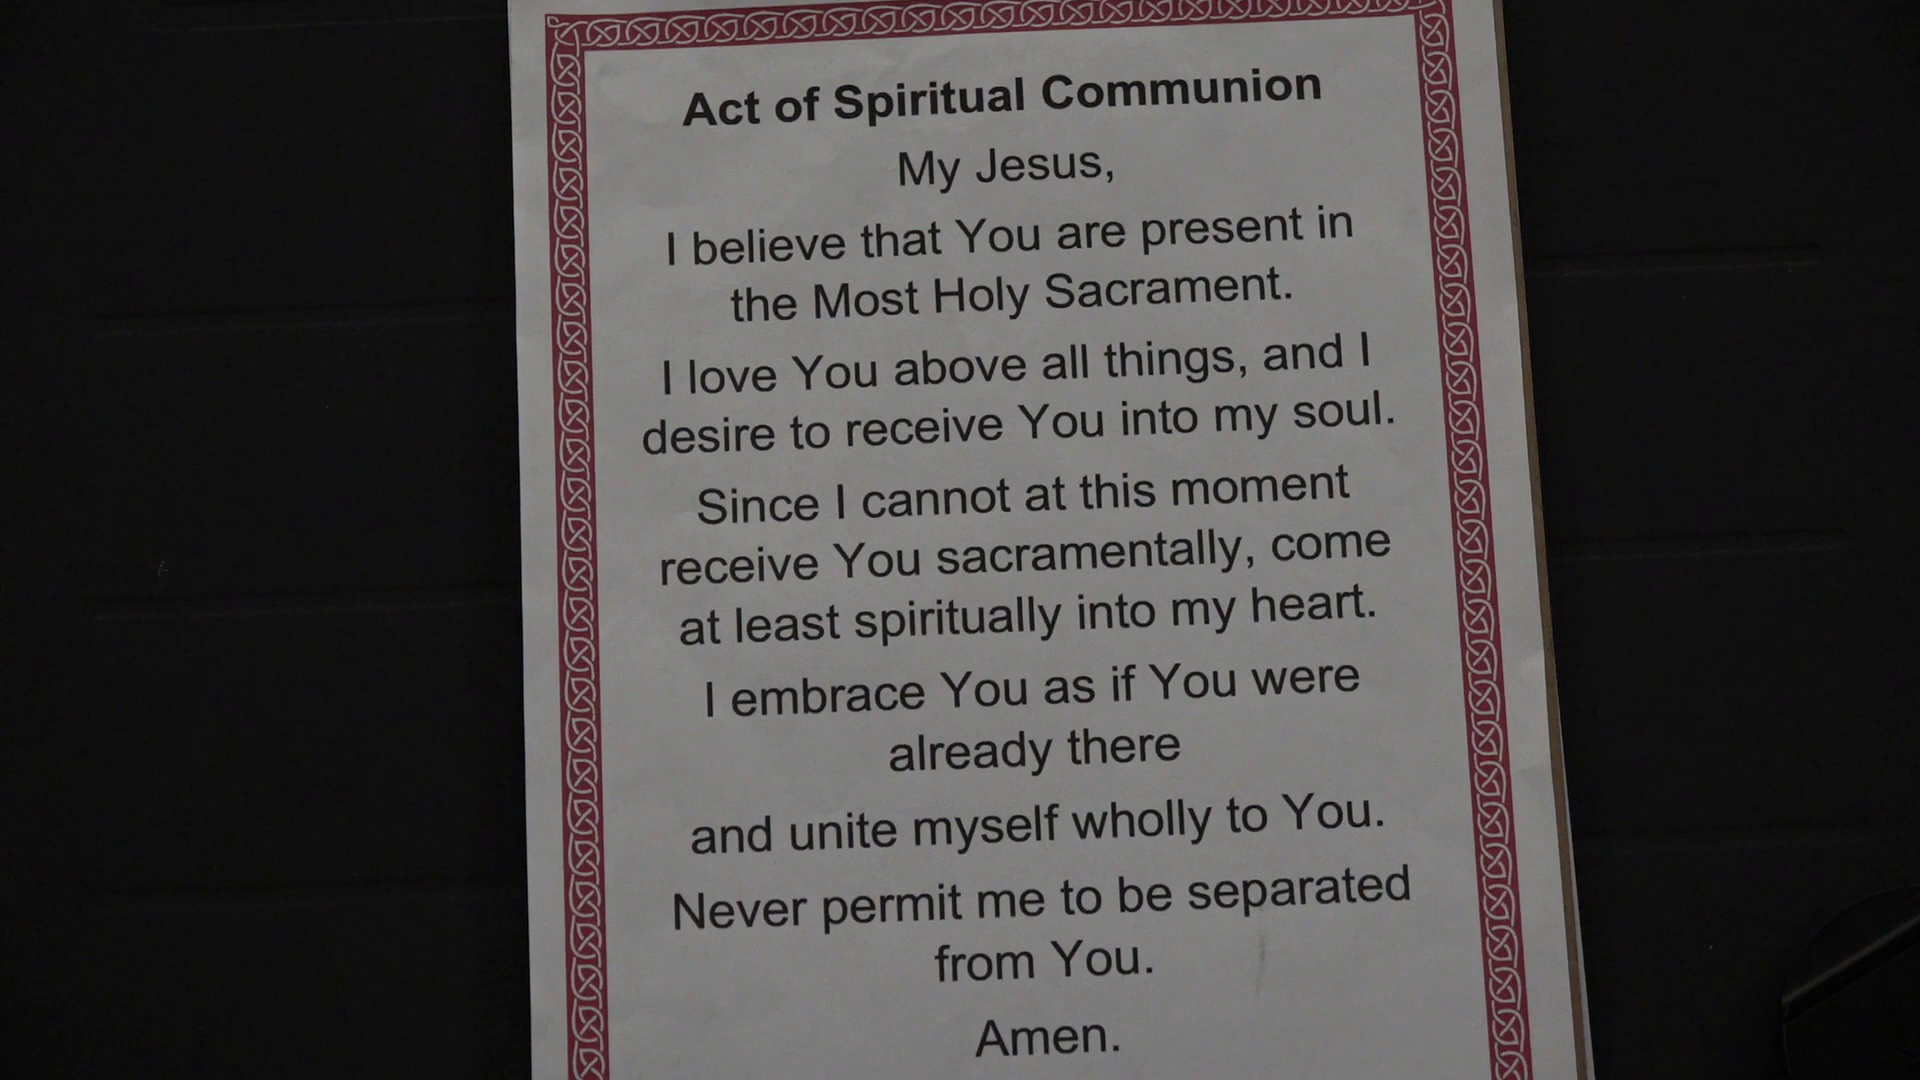 Act of Spiritual Communion
My Jesus,
I believe that You are present in
the Most Holy Sacrament.
I love You above all things, and I
desire to receive You into my soul.
Since I cannot at this moment
receive You sacramentally, come
at least spiritually into my heart.
I embrace You as if You were
already there
and unite myself wholly to You.
Never permit me to be separated
from You.
Amen.